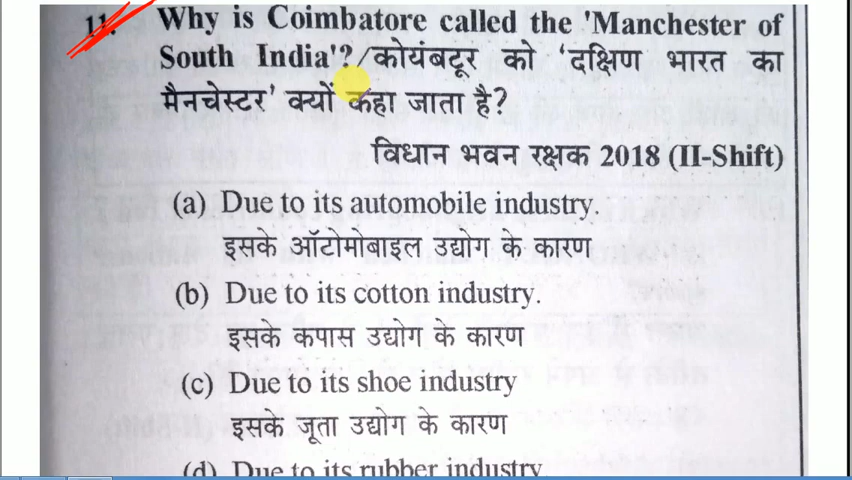 11. Why is Coimbatore called the 'Manchester of
South India'?/कोयंबटूर को 'दक्षिण भारत का
मैनचेस्टर' क्यों कहा जाता है?
विधान भवन रक्षक 2018 (II-Shift)
(a) Due to its automobile industry.
इसके ऑटोमोबाइल उद्योग के कारण
(b) Due to its cotton industry.
इसके कपास उद्योग के कारण
(c) Due to its shoe industry
इसके जूता उद्योग के कारण
(d) Due to its rubber industry